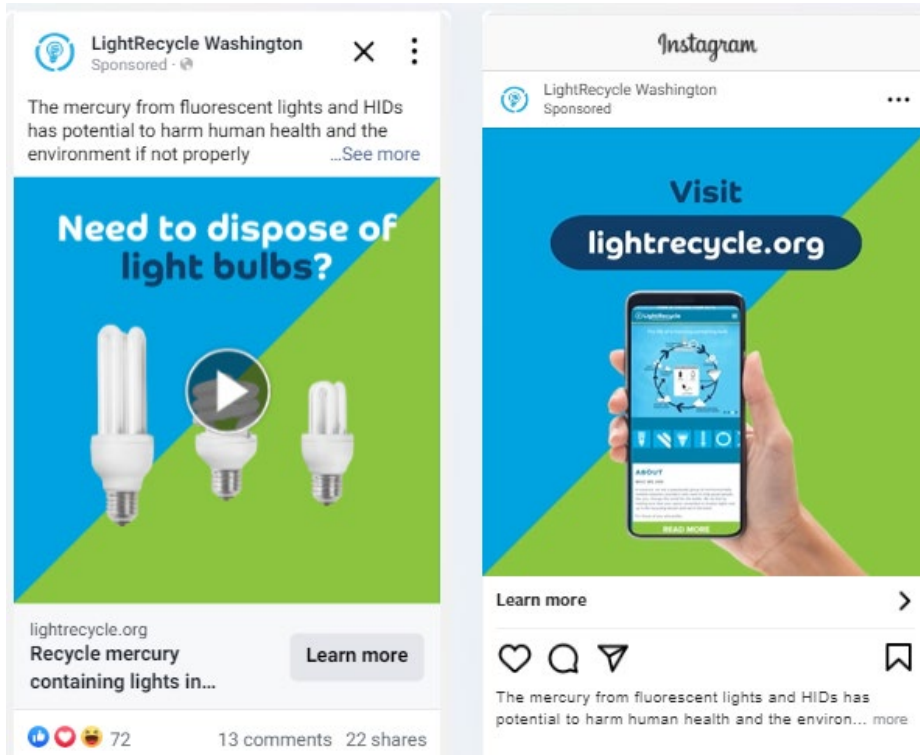 LightRecycle Washington
Sponsored ·
The mercury from fluorescent lights and HIDs
has potential to harm human health and the
environment if not properly ...See more
Need to dispose of
light bulbs?
lightrecycle.org
Recycle mercury
containing lights in...
Learn more
72
13 comments 22 shares
Instagram
LightRecycle Washington
Sponsored
Visit
lightrecycle.org
LightRecycle
ABOUT
WHO WE ARE
READ MORE
Learn more
The mercury from fluorescent lights and HIDs has
potential to harm human health and the environ... more